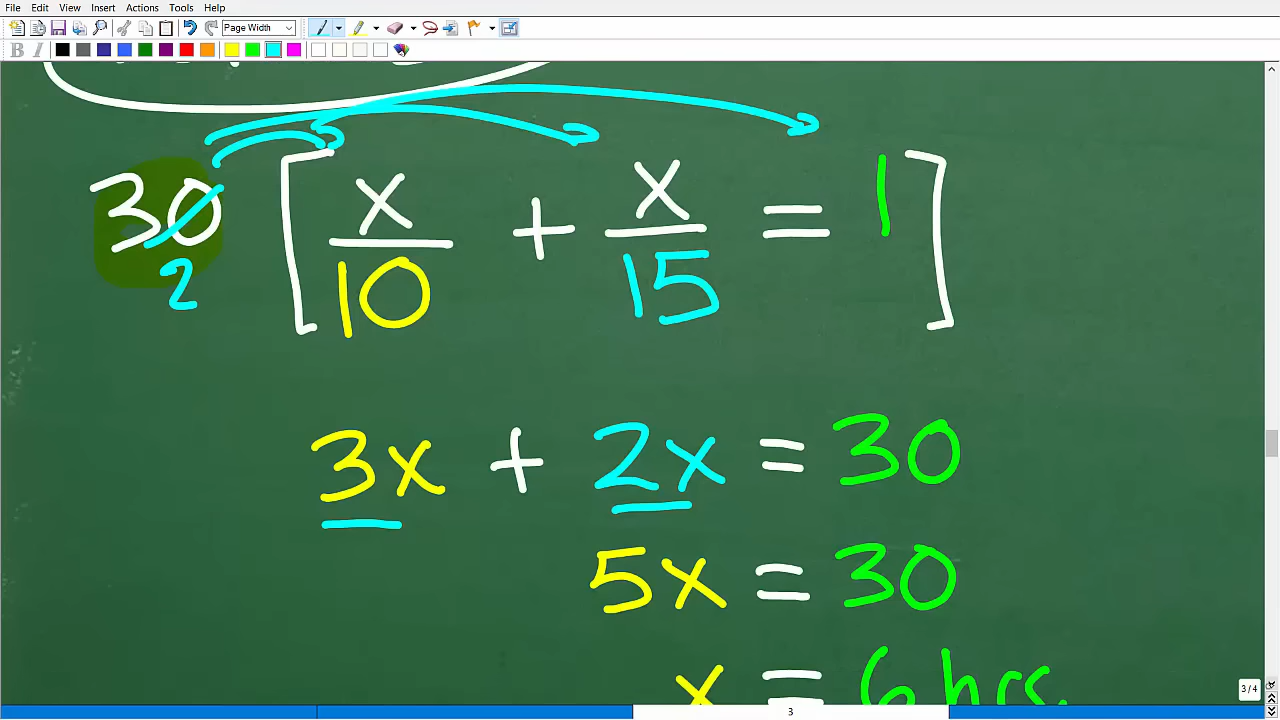 File Edit View Insert Actions Tools Help
Page Width
B I
30 [ x/10 + x/15 = 1 ]
2
3x + 2x = 30
5x = 30
x = 6 hrs.
3/4
3